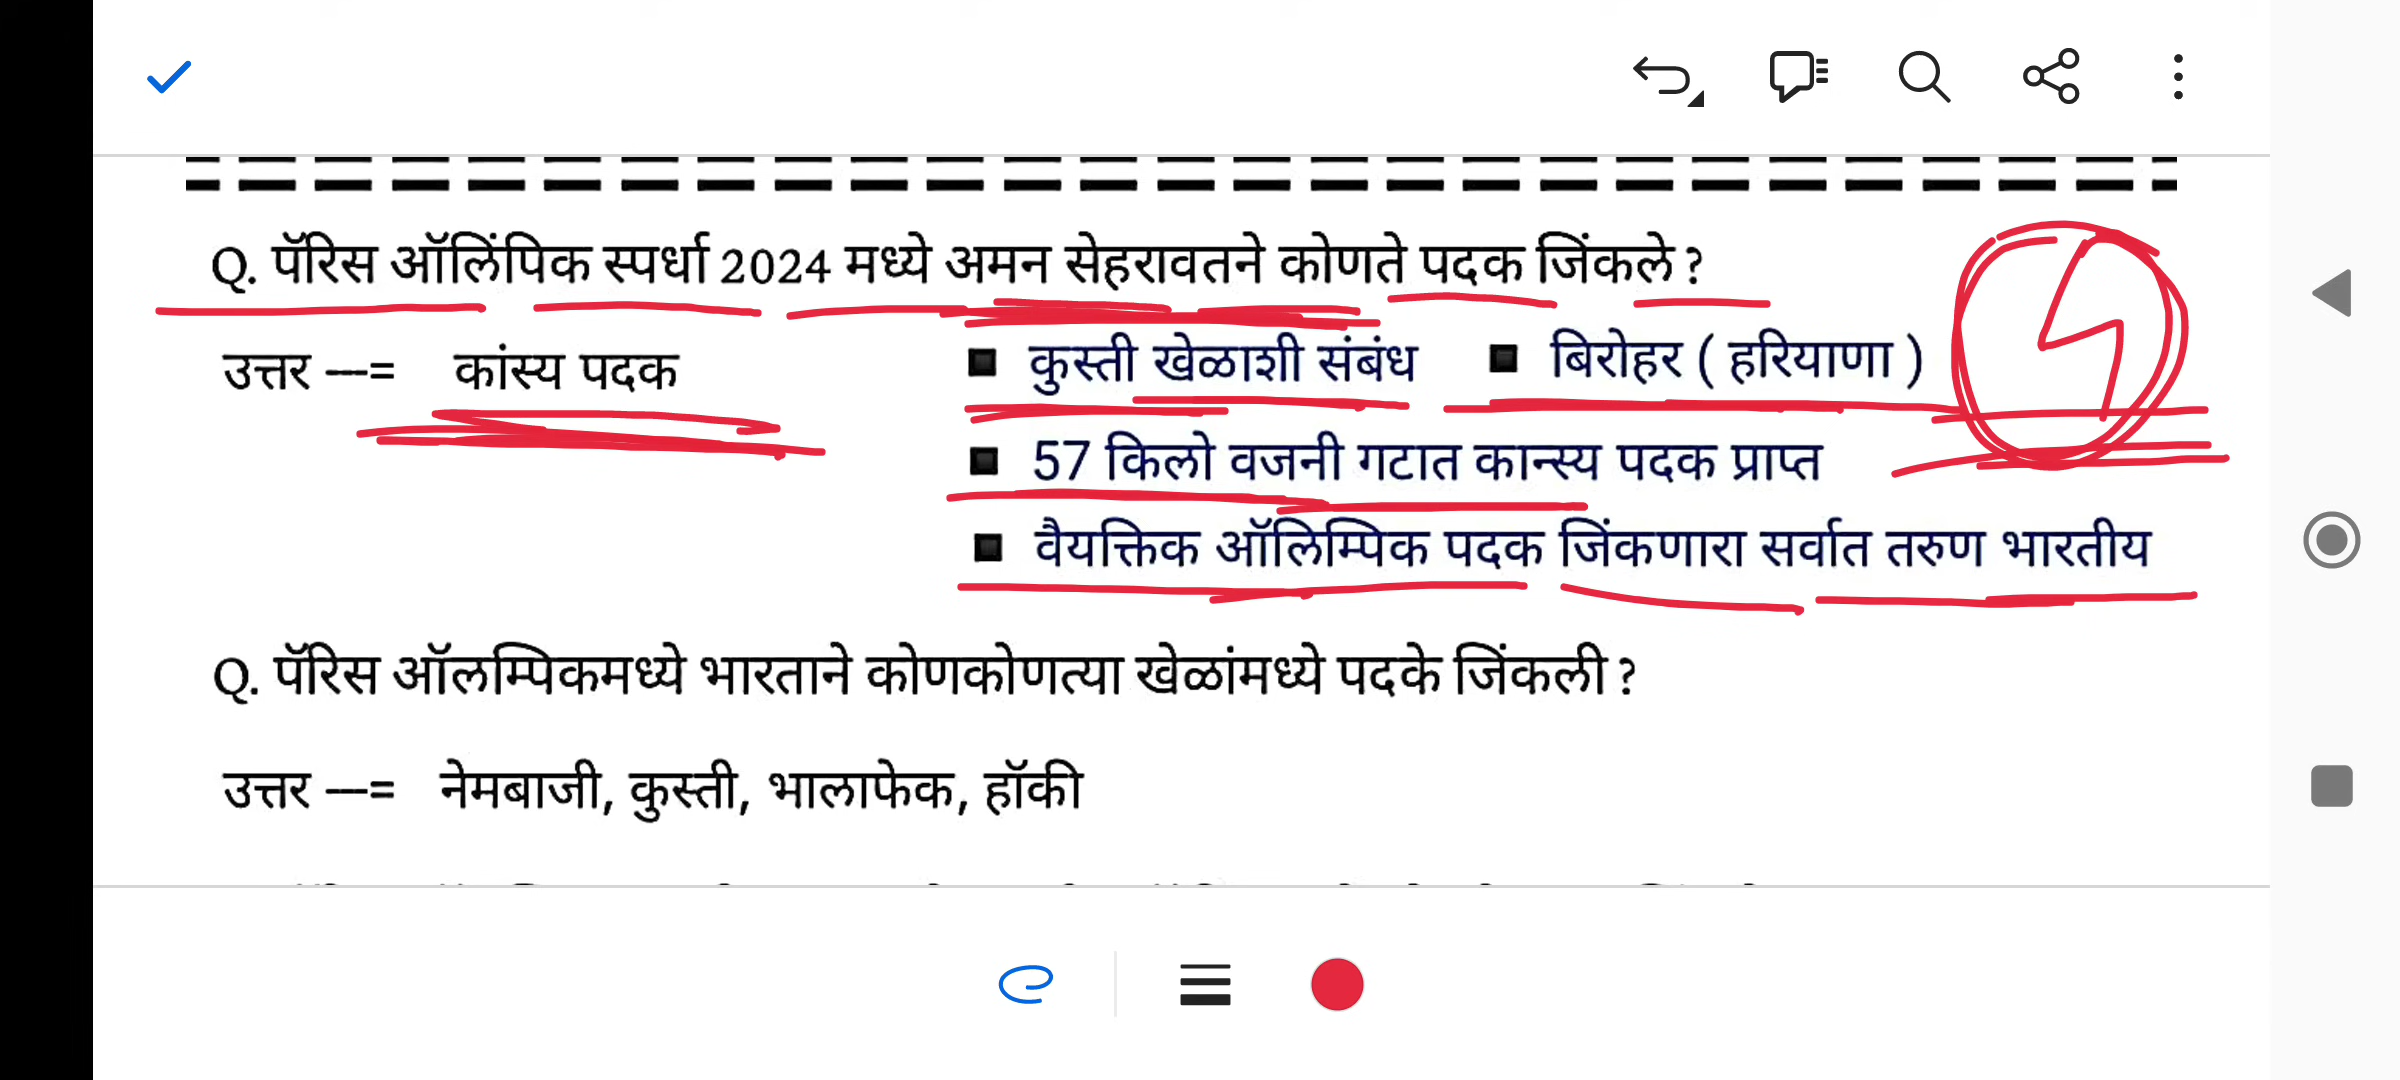 Q. पॅरिस ऑलिंपिक स्पर्धा 2024 मध्ये अमन सेहरावतने कोणते पदक जिंकले ?
उत्तर —= कांस्य पदक ▪ कुस्ती खेळाशी संबंध ▪ बिरोहर ( हरियाणा )
▪ 57 किलो वजनी गटात कान्स्य पदक प्राप्त
▪ वैयक्तिक ऑलिम्पिक पदक जिंकणारा सर्वात तरुण भारतीय
Q. पॅरिस ऑलम्पिकमध्ये भारताने कोणकोणत्या खेळांमध्ये पदके जिंकली ?
उत्तर —= नेमबाजी, कुस्ती, भालाफेक, हॉकी